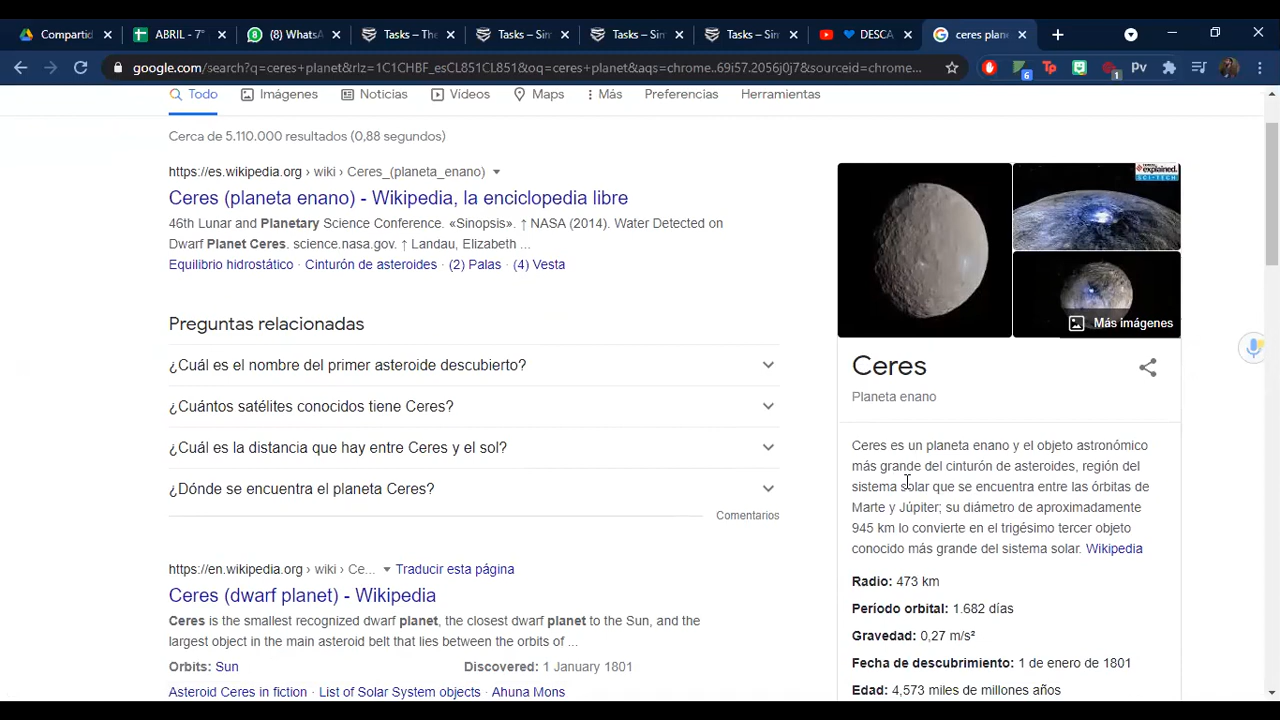 Compartid
ABRIL - 7°
(8) WhatsA
Tasks – The
Tasks – Sim
Tasks – Sim
Tasks – Sim
DESCA
ceres plane
google.com/search?q=ceres+planet&rlz=1C1CHBF_esCL851CL851&oq=ceres+planet&aqs=chrome..69i57.2056j0j7&sourceid=chrome...
6
1
Pv
Todo
Imágenes
Noticias
Videos
Maps
Más
Preferencias
Herramientas
Cerca de 5.110.000 resultados (0,88 segundos)
https://es.wikipedia.org › wiki › Ceres_(planeta_enano)
Ceres (planeta enano) - Wikipedia, la enciclopedia libre
46th Lunar and Planetary Science Conference. «Sinopsis». ↑ NASA (2014). Water Detected on
Dwarf Planet Ceres. science.nasa.gov. ↑ Landau, Elizabeth ...
Equilibrio hidrostático · Cinturón de asteroides · (2) Palas · (4) Vesta
Preguntas relacionadas
¿Cuál es el nombre del primer asteroide descubierto?
¿Cuántos satélites conocidos tiene Ceres?
¿Cuál es la distancia que hay entre Ceres y el sol?
¿Dónde se encuentra el planeta Ceres?
Comentarios
https://en.wikipedia.org › wiki › Ce...
Traducir esta página
Ceres (dwarf planet) - Wikipedia
Ceres is the smallest recognized dwarf planet, the closest dwarf planet to the Sun, and the
largest object in the main asteroid belt that lies between the orbits of ...
Orbits: Sun
Discovered: 1 January 1801
Asteroid Ceres in fiction · List of Solar System objects · Ahuna Mons
explained.
SCI-TECH
Más imágenes
Ceres
Planeta enano
Ceres es un planeta enano y el objeto astronómico
más grande del cinturón de asteroides, región del
sistema solar que se encuentra entre las órbitas de
Marte y Júpiter; su diámetro de aproximadamente
945 km lo convierte en el trigésimo tercer objeto
conocido más grande del sistema solar. Wikipedia
Radio: 473 km
Período orbital: 1.682 días
Gravedad: 0,27 m/s²
Fecha de descubrimiento: 1 de enero de 1801
Edad: 4,573 miles de millones años